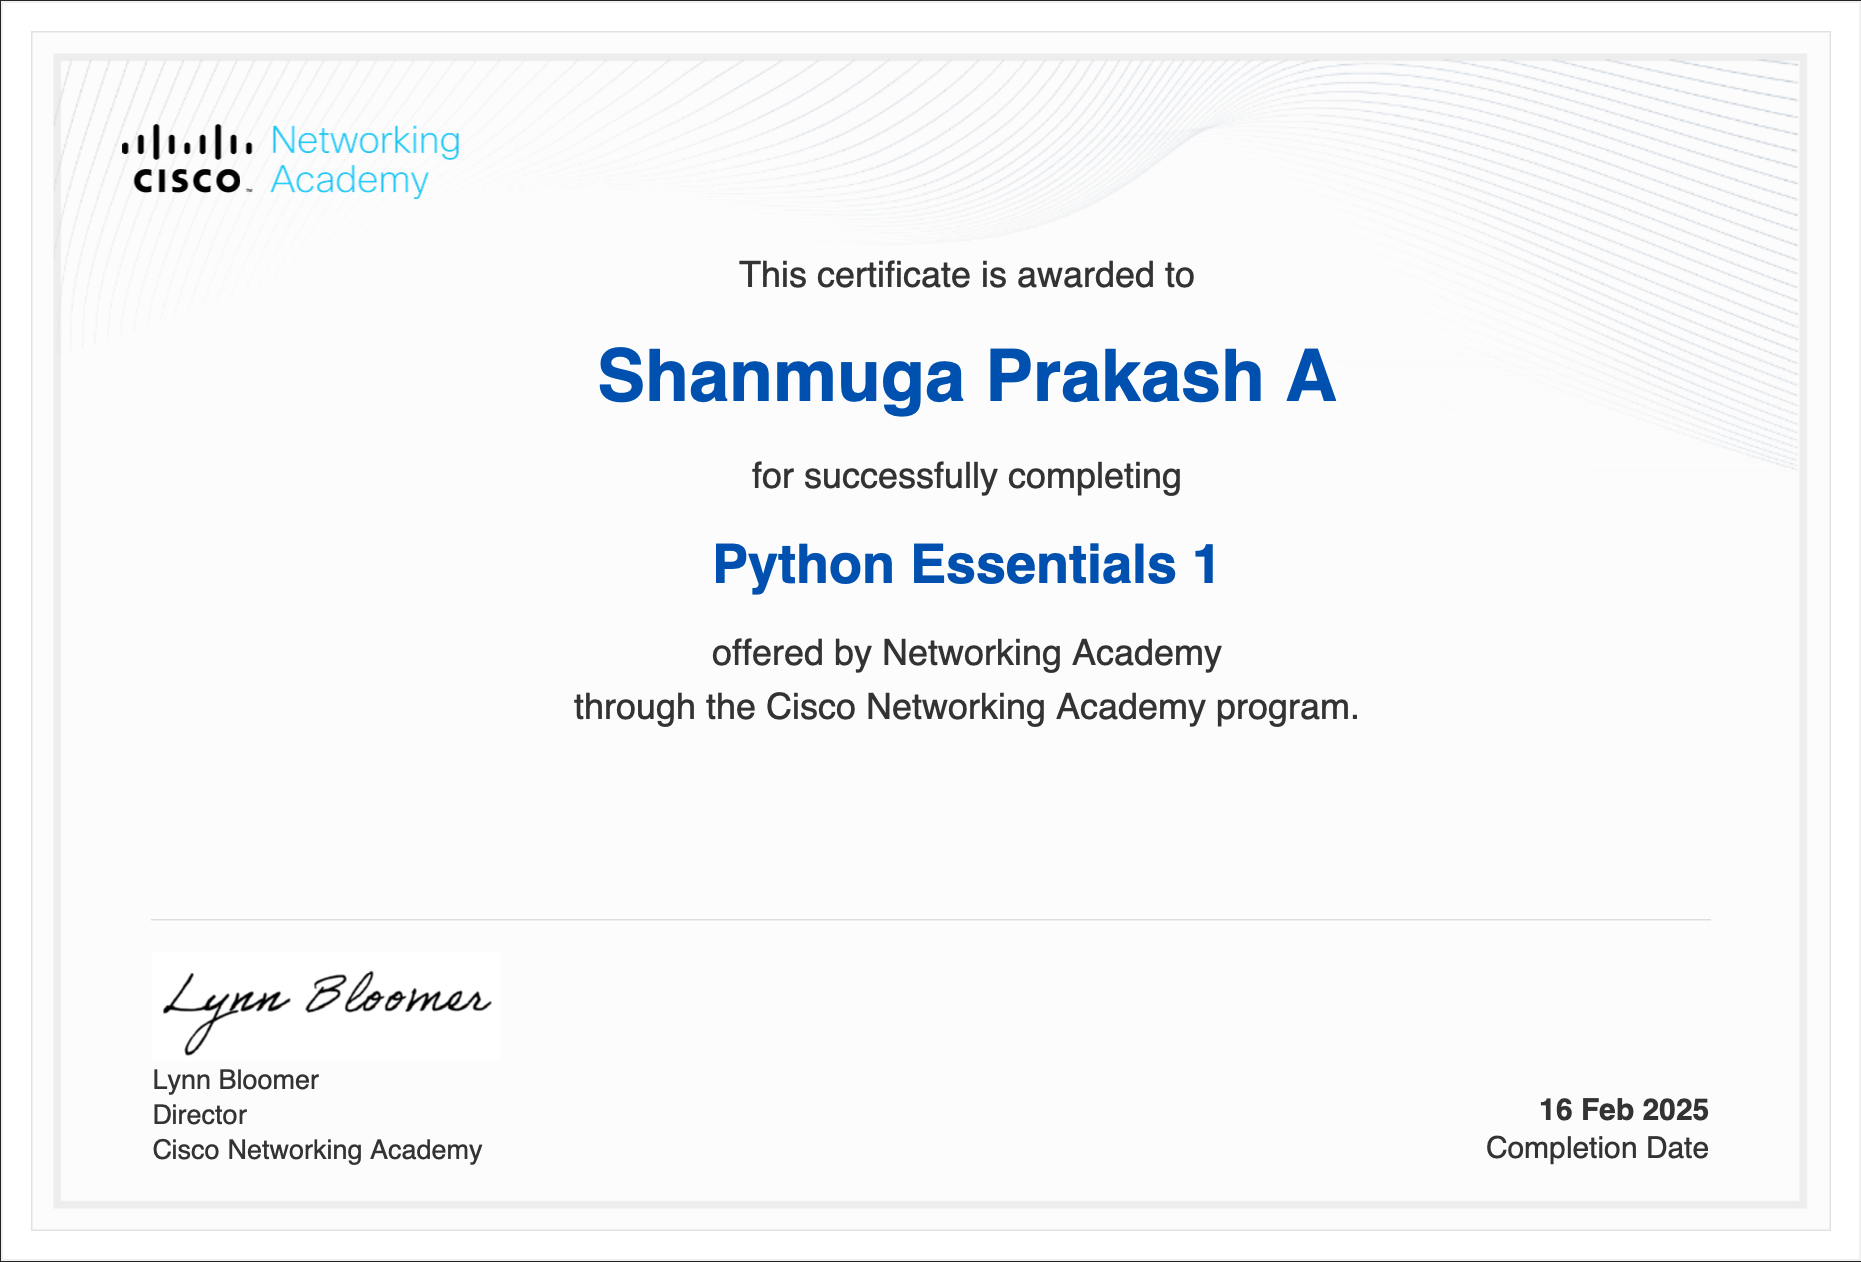 CISCO™ Networking
Academy
This certificate is awarded to
Shanmuga Prakash A
for successfully completing
Python Essentials 1
offered by Networking Academy
through the Cisco Networking Academy program.
Lynn Bloomer
Lynn Bloomer
Director
Cisco Networking Academy
16 Feb 2025
Completion Date